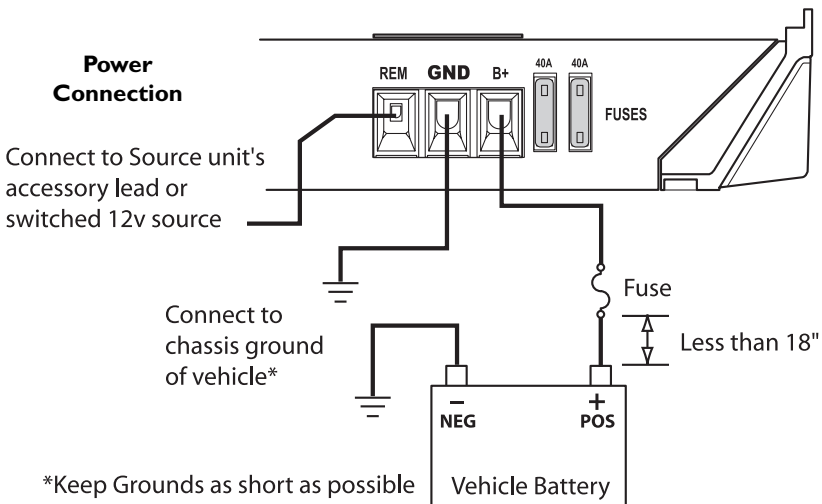 Power
Connection
REM GND B+
40A 40A
FUSES
Connect to Source unit's
accessory lead or
switched 12v source
Connect to
chassis ground
of vehicle*
Fuse
Less than 18"
–
NEG
+
POS
*Keep Grounds as short as possible
Vehicle Battery